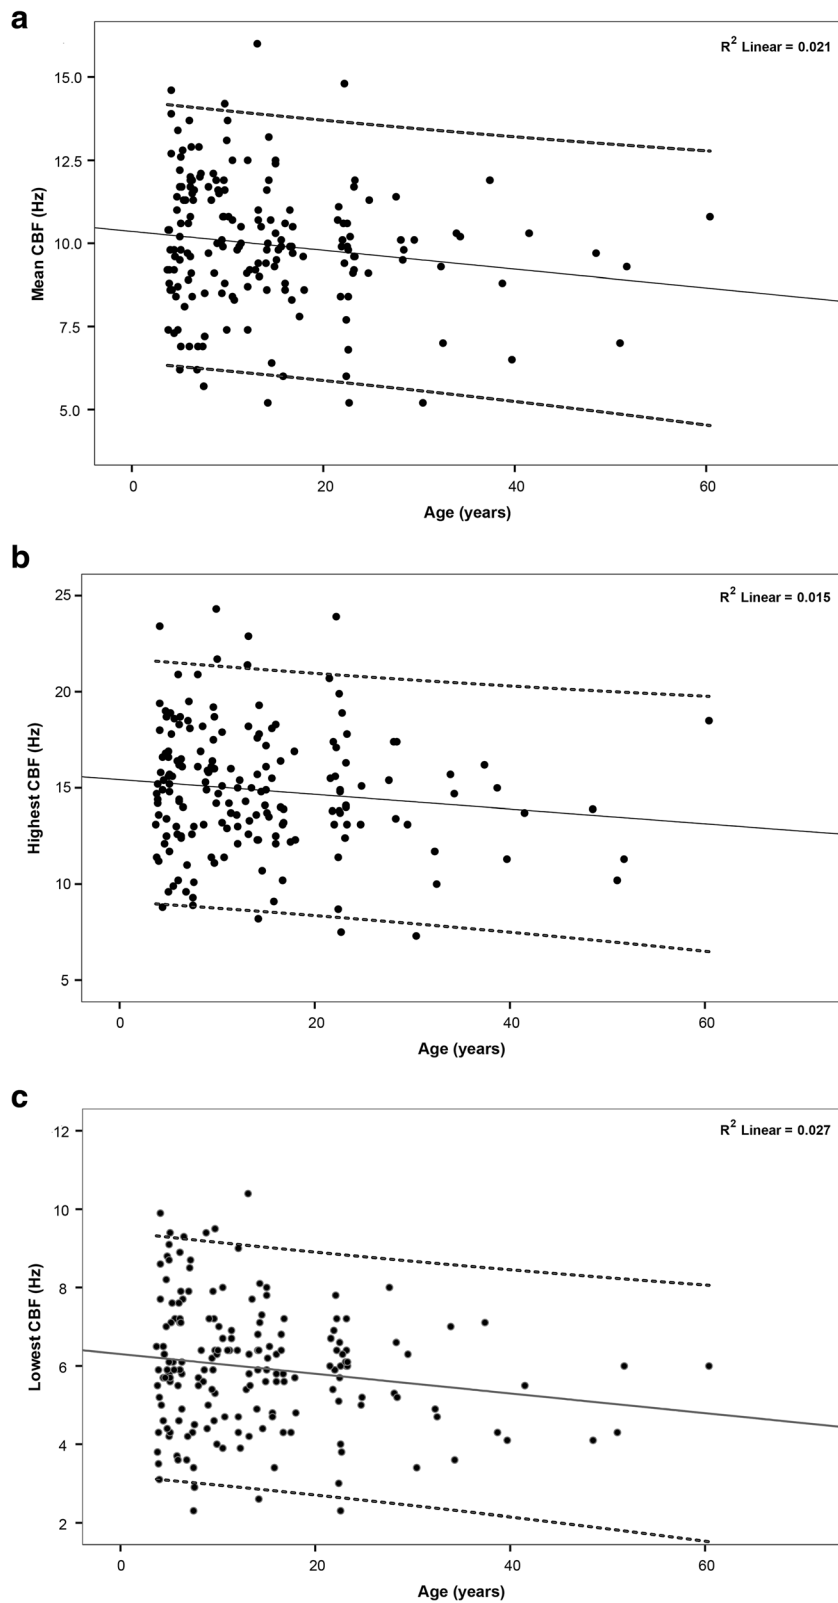 a
R² Linear = 0.021
15.0
12.5
10.0
7.5
5.0
Mean CBF (Hz)
0 20 40 60
Age (years)
b
R² Linear = 0.015
25
20
15
10
5
Highest CBF (Hz)
0 20 40 60
Age (years)
c
R² Linear = 0.027
12
10
8
6
4
2
Lowest CBF (Hz)
0 20 40 60
Age (years)